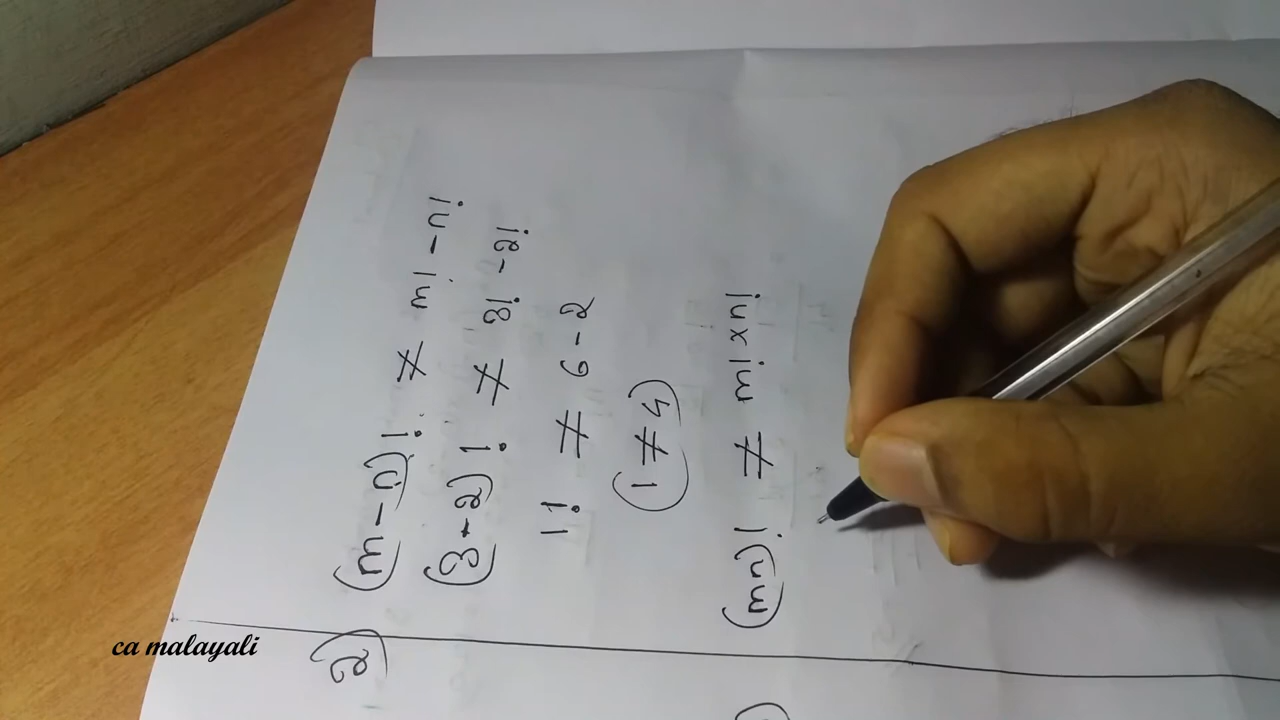 2) (m-n)! ≠ m! - n!
(3-2)! ≠ 3! - 2!
1! ≠ 6 - 2
(1 ≠ 4)
(mn)! ≠ m! × n!
ca malayali